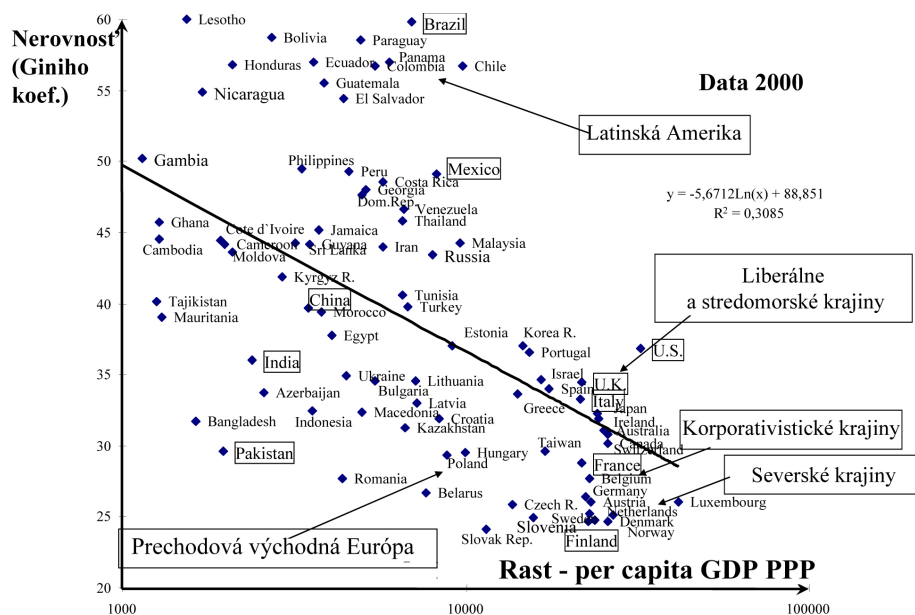 60
Lesotho
Brazil
Nerovnosť
(Giniho
koef.)
Bolivia
Paraguay
Honduras
Ecuador
Panama
Colombia
Chile
Guatemala
El Salvador
Nicaragua
Data 2000
55
Latinská Amerika
50
Gambia
Philippines
Peru
Mexico
Costa Rica
Georgia
Dom.Rep.
Venezuela
Thailand
y = -5,6712Ln(x) + 88,851
R² = 0,3085
45
Ghana
Cote d`Ivoire
Jamaica
Cambodia
Cameroon
Guyana
Sri Lanka
Moldova
Iran
Malaysia
Russia
Kyrgyz R.
Liberálne
a stredomorské krajiny
40
Tajikistan
China
Tunisia
Mauritania
Morocco
Turkey
Egypt
Estonia
Korea R.
Portugal
U.S.
India
35
Ukraine
Lithuania
Israel
U.K.
Azerbaijan
Bulgaria
Spain
Italy
Greece
Japan
Latvia
Indonesia
Macedonia
Croatia
Ireland
Bangladesh
Kazakhstan
Australia
Korporativistické krajiny
Canada
Switzerland
30
Pakistan
Hungary
Taiwan
Poland
France
Romania
Belgium
Severské krajiny
Germany
Belarus
Czech R.
Austria
Luxembourg
Netherlands
25
Slovenia
Denmark
Slovak Rep.
Norway
Finland
Prechodová východná Európa
Rast - per capita GDP PPP
20
1000
10000
100000